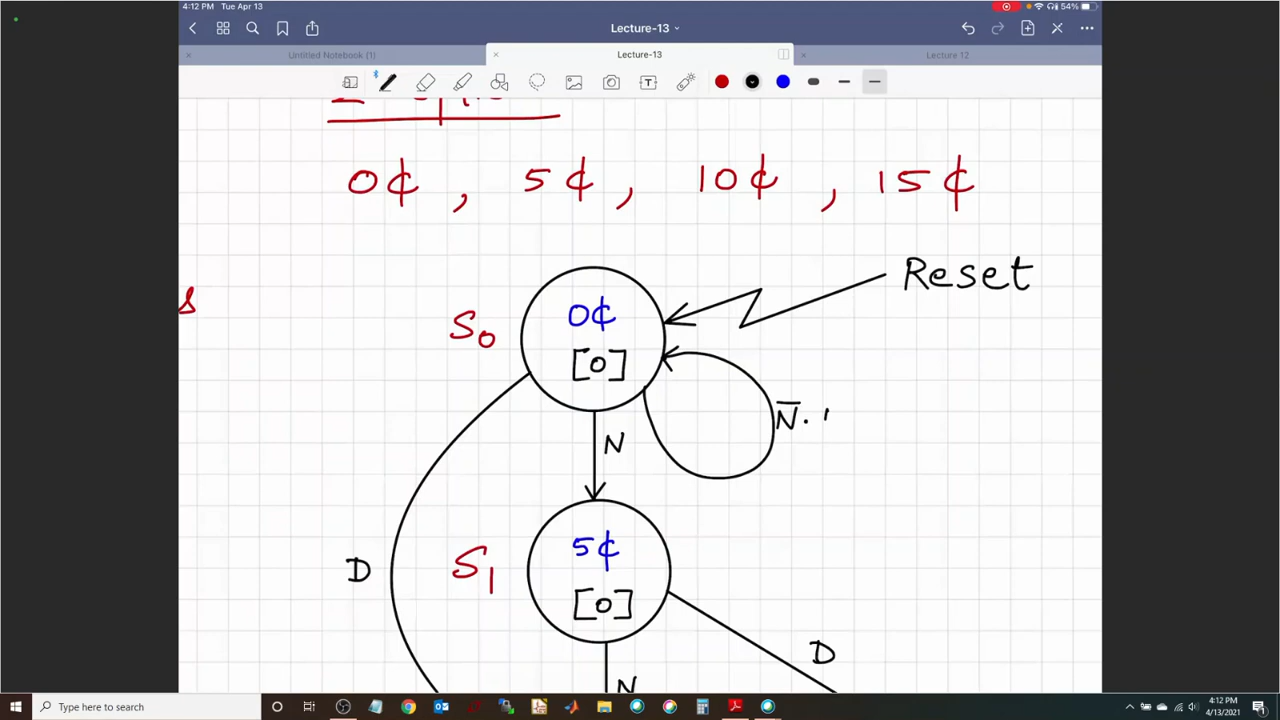 4:12 PM Tue Apr 13
54%
Lecture-13
Untitled Notebook (1)
Lecture-13
Lecture 12
0¢ , 5¢ , 10¢ , 15¢
Reset
S0
0¢
[0]
N̅.
N
D
S1
5¢
[0]
D
N
Type here to search
4:12 PM
4/13/2021